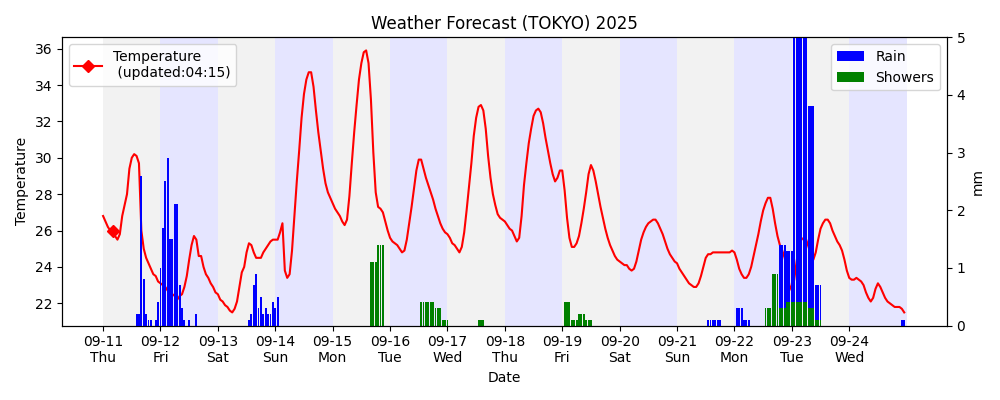 Weather Forecast (TOKYO) 2025
Temperature
(updated:04:15)
Rain
Showers
36
34
32
30
28
26
24
22
Temperature
5
4
3
2
1
0
mm
09-11 09-12 09-13 09-14 09-15 09-16 09-17 09-18 09-19 09-20 09-21 09-22 09-23 09-24
Thu Fri Sat Sun Mon Tue Wed Thu Fri Sat Sun Mon Tue Wed
Date